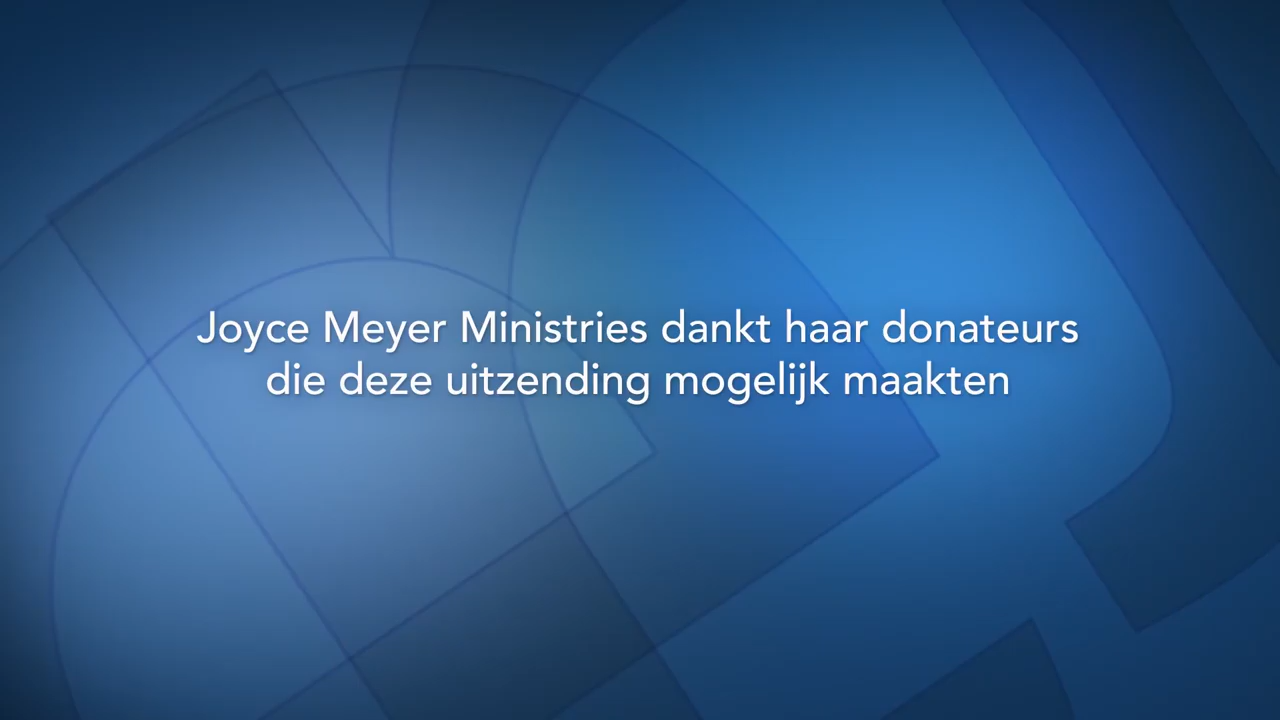 Joyce Meyer Ministries dankt haar donateurs
die deze uitzending mogelijk maakten